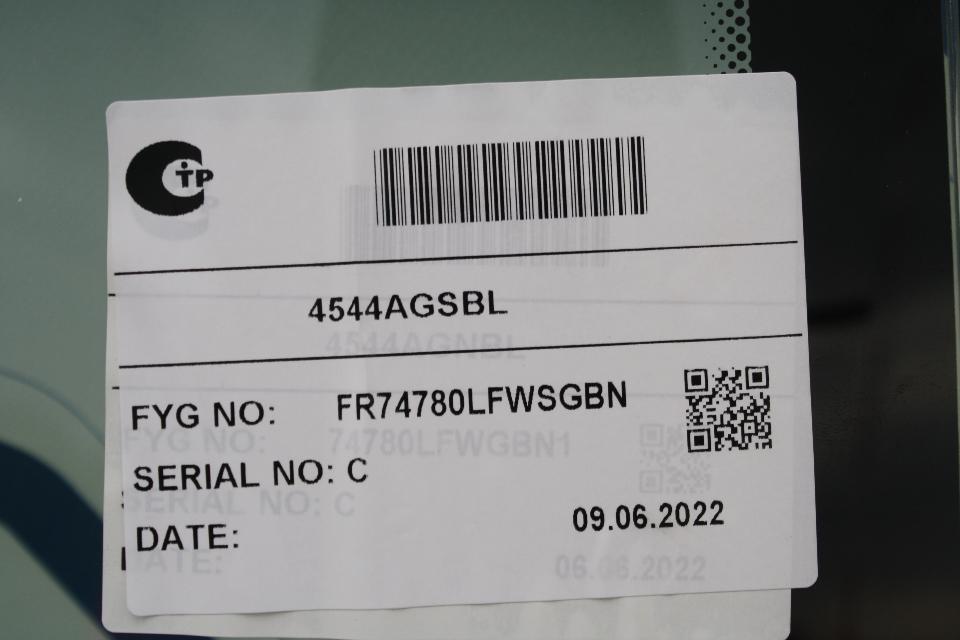 CTP
4544AGSBL
4544AGNBL
FYG NO: FR74780LFWSGBN
FYG NO: 74780LFWGBN1
SERIAL NO: C
SERIAL NO: C
DATE: 09.06.2022
DATE: 06.06.2022